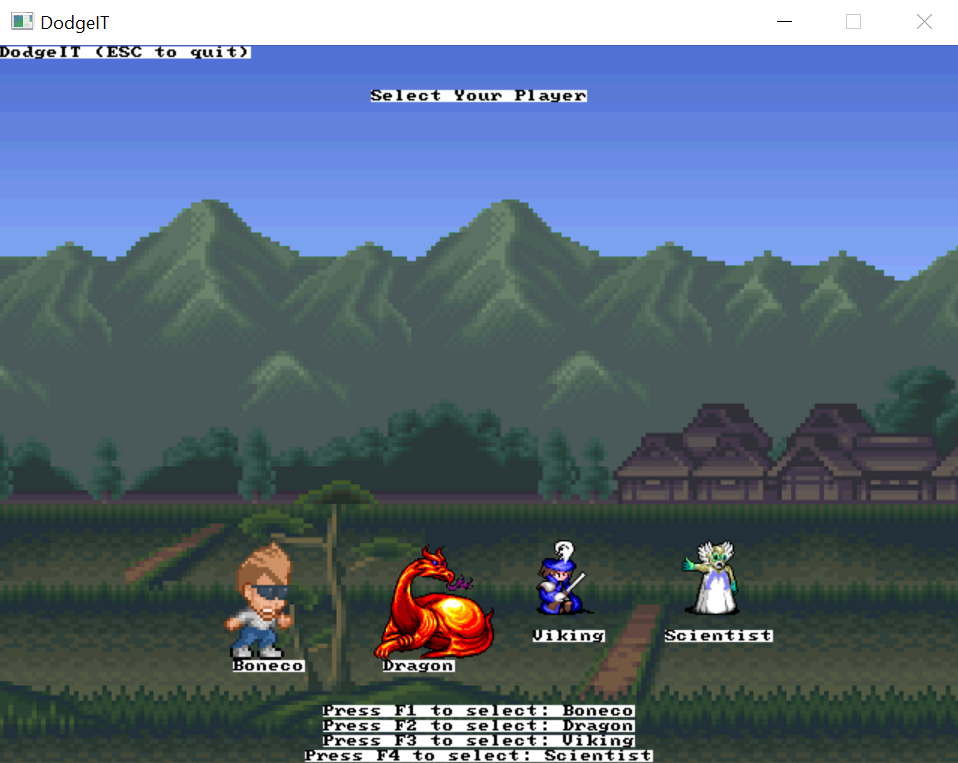 DodgeIT
DodgeIT (ESC to quit)
Select Your Player
Boneco
Dragon
Viking
Scientist
Press F1 to select: Boneco
Press F2 to select: Dragon
Press F3 to select: Viking
Press F4 to select: Scientist